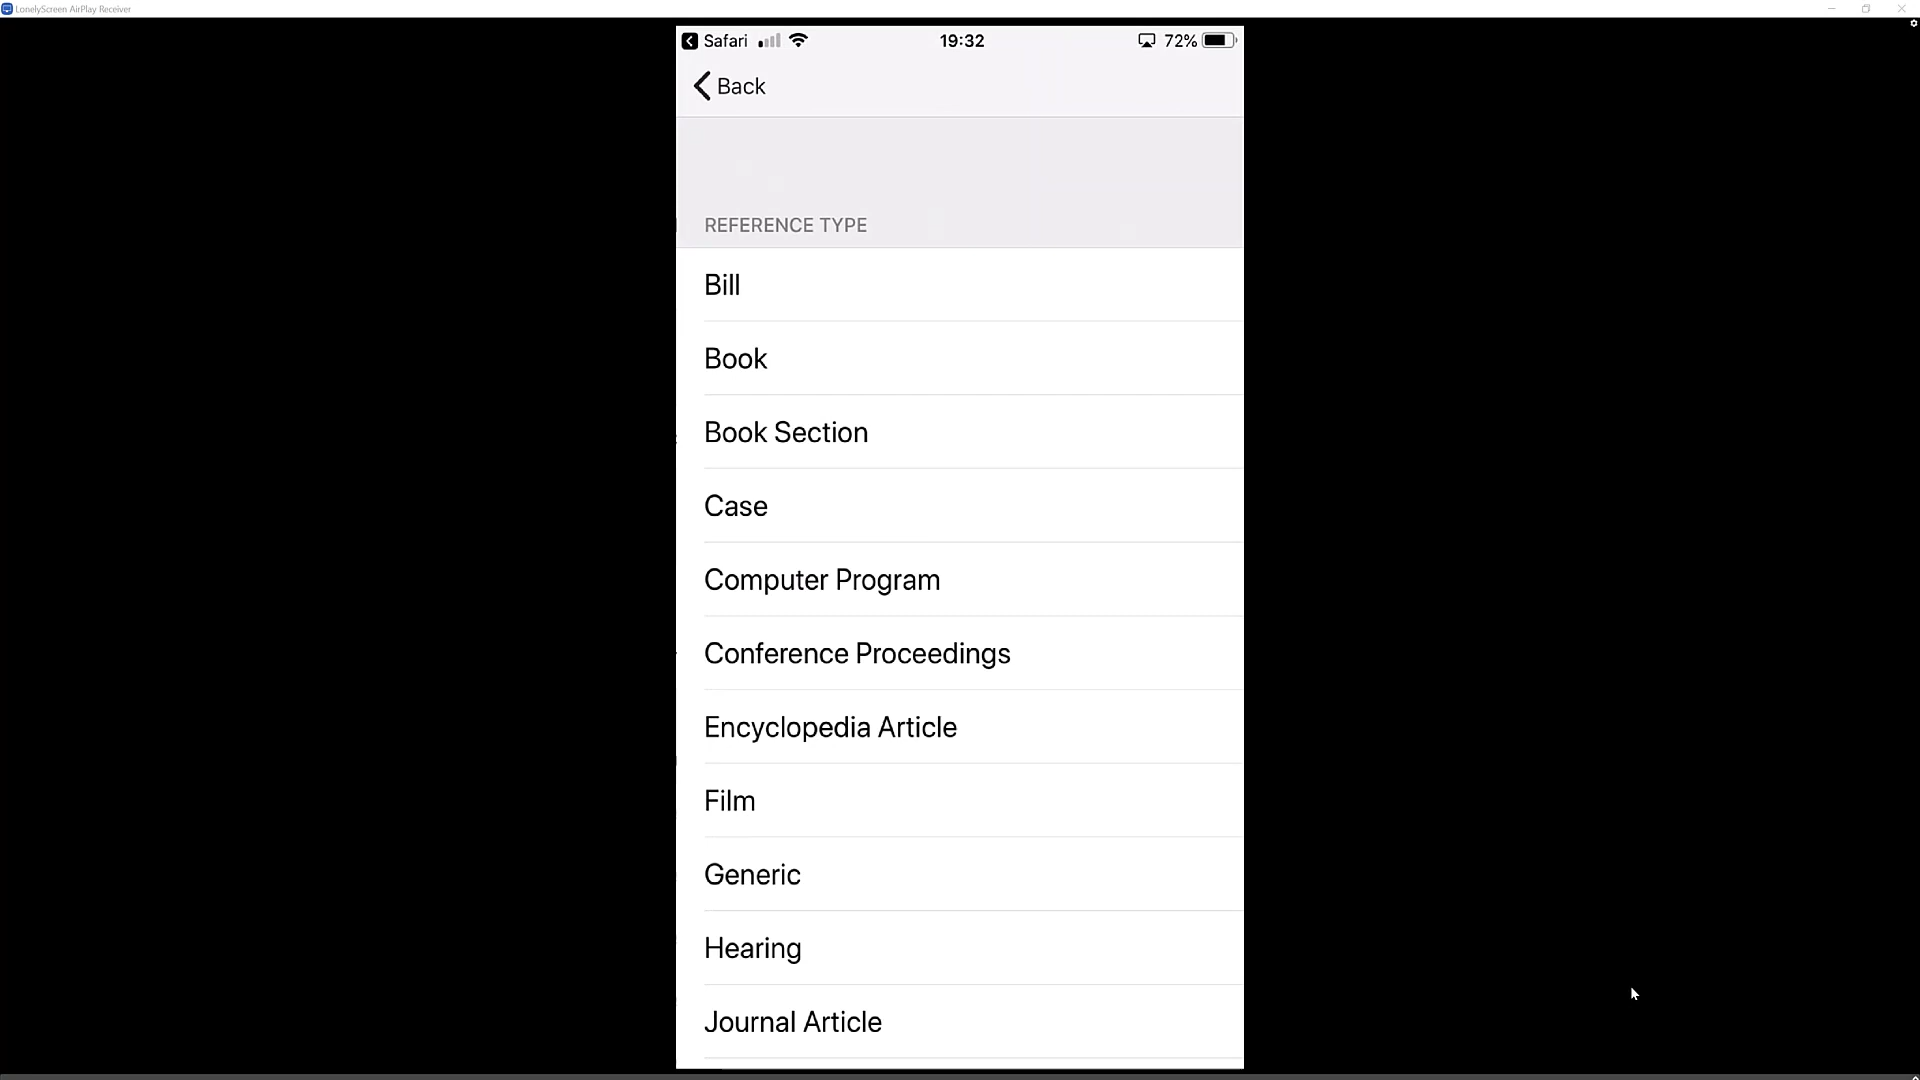 LonelyScreen AirPlay Receiver
Safari 19:32 72%
Back
REFERENCE TYPE
Bill
Book
Book Section
Case
Computer Program
Conference Proceedings
Encyclopedia Article
Film
Generic
Hearing
Journal Article